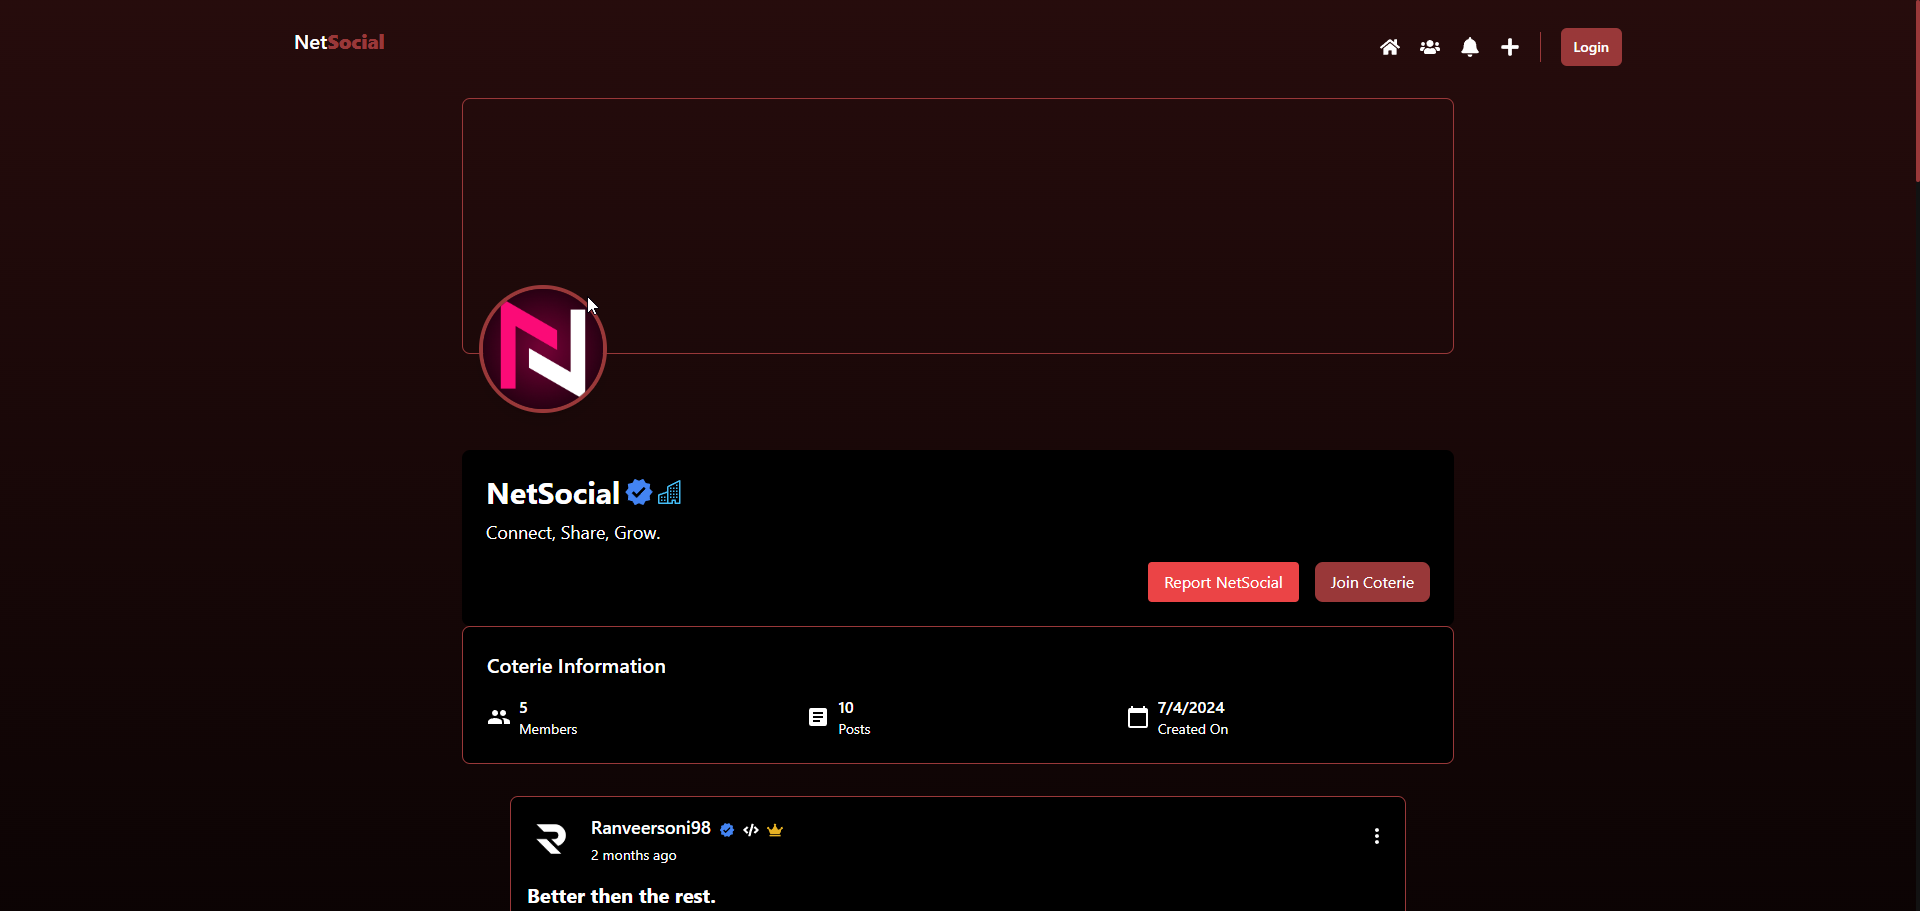 NetSocial
Login
NetSocial
Connect, Share, Grow.
Report NetSocial
Join Coterie
Coterie Information
5
Members
10
Posts
7/4/2024
Created On
Ranveersoni98
2 months ago
Better then the rest.